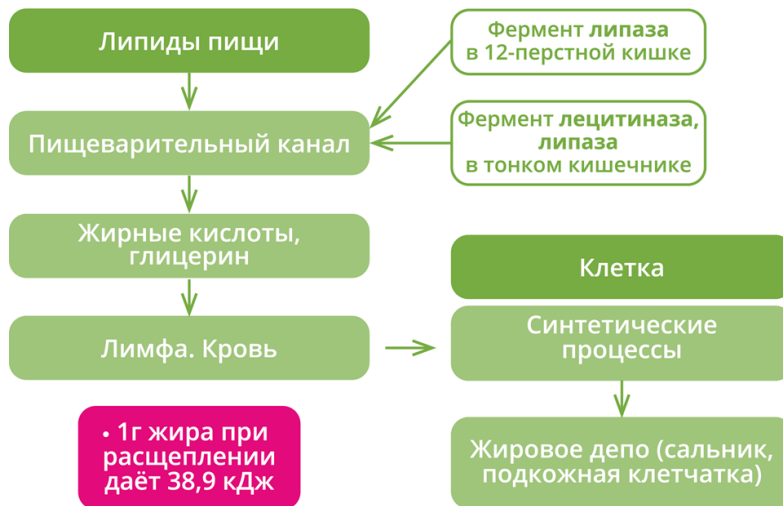 Липиды пищи
Фермент липаза
в 12-перстной кишке
Пищеварительный канал
Фермент лецитиназа,
липаза
в тонком кишечнике
Жирные кислоты,
глицерин
Клетка
Лимфа. Кровь
Синтетические
процессы
• 1г жира при
расщеплении
даёт 38,9 кДж
Жировое депо (сальник,
подкожная клетчатка)